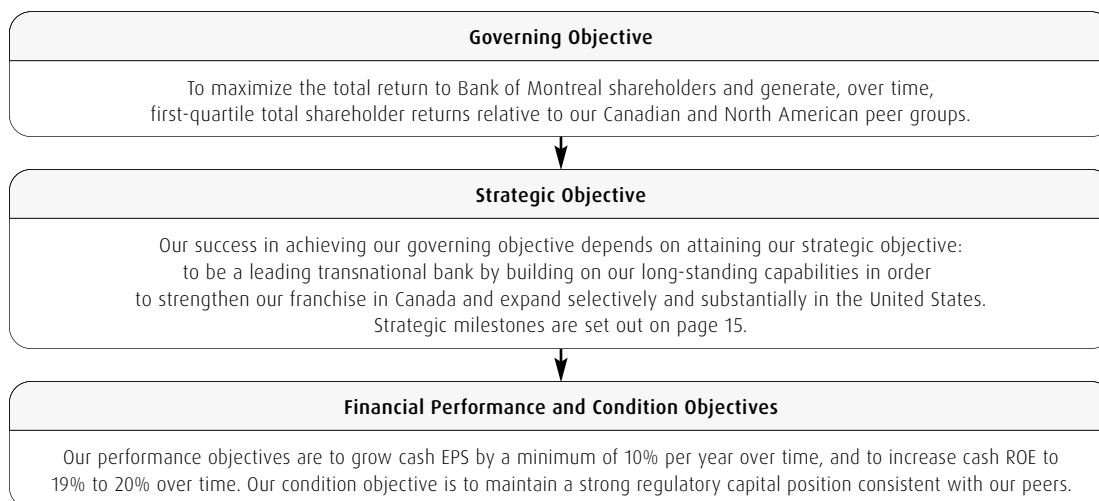 Governing Objective
To maximize the total return to Bank of Montreal shareholders and generate, over time,
first-quartile total shareholder returns relative to our Canadian and North American peer groups.
Strategic Objective
Our success in achieving our governing objective depends on attaining our strategic objective:
to be a leading transnational bank by building on our long-standing capabilities in order
to strengthen our franchise in Canada and expand selectively and substantially in the United States.
Strategic milestones are set out on page 15.
Financial Performance and Condition Objectives
Our performance objectives are to grow cash EPS by a minimum of 10% per year over time, and to increase cash ROE to
19% to 20% over time. Our condition objective is to maintain a strong regulatory capital position consistent with our peers.